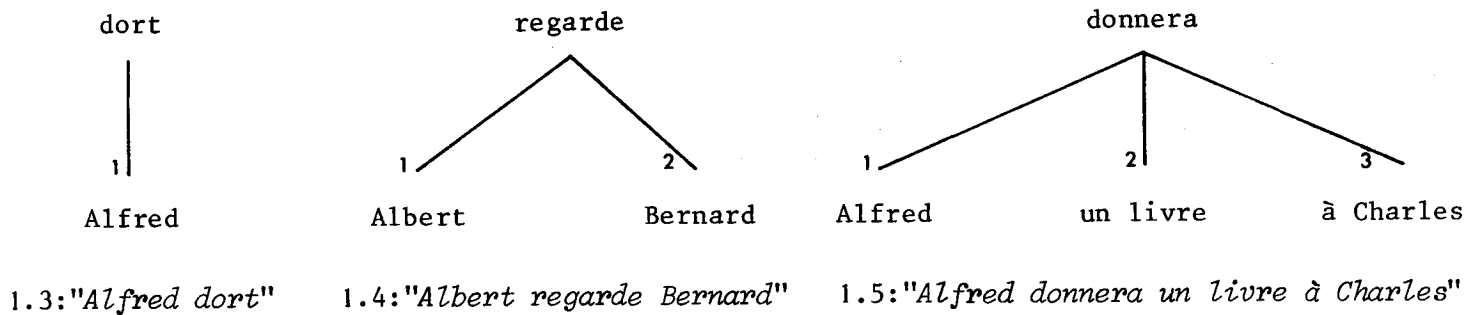 dort regarde donnera
1 1 2 1 2 3
Alfred Albert Bernard Alfred un livre à Charles
1.3:"Alfred dort" 1.4:"Albert regarde Bernard" 1.5:"Alfred donnera un livre à Charles"